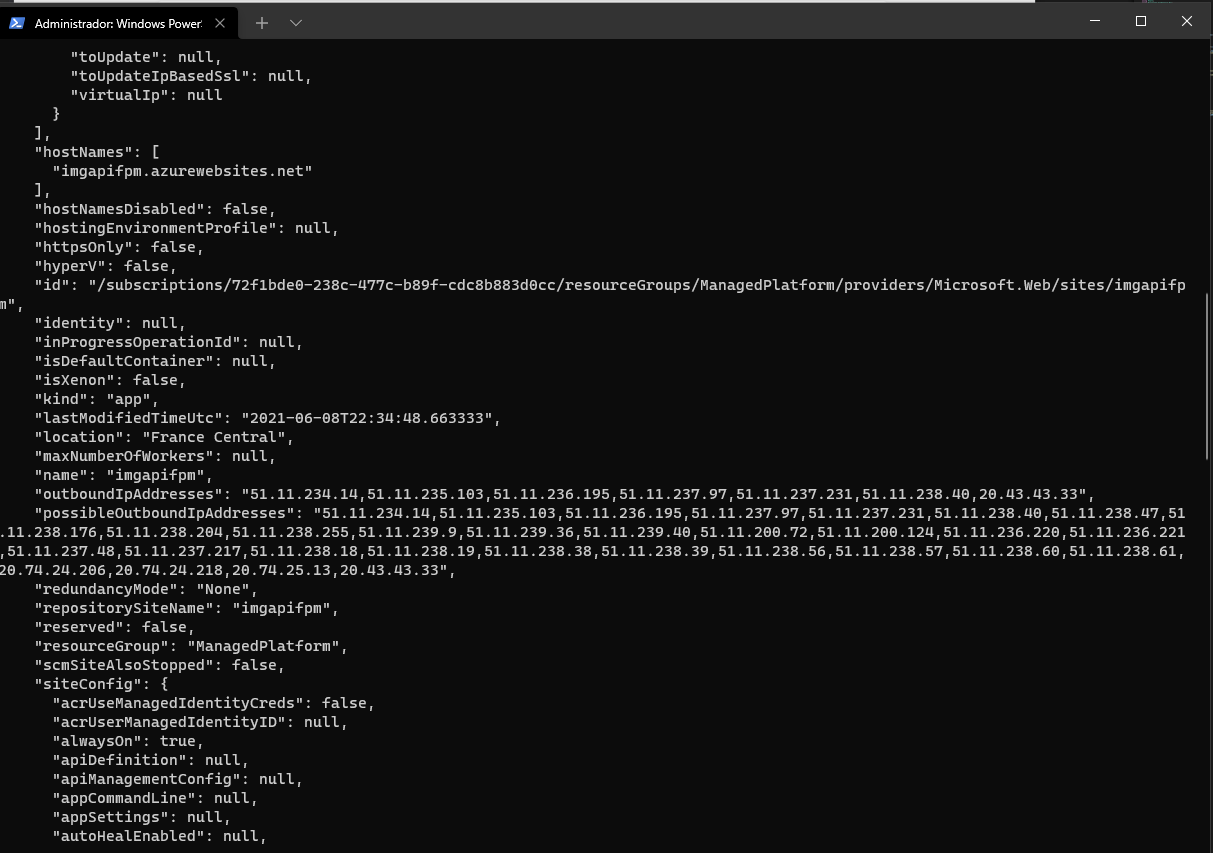 Administrador: Windows Power
"toUpdate": null,
"toUpdateIpBasedSsl": null,
"virtualIp": null
}
],
"hostNames": [
"imgapifpm.azurewebsites.net"
],
"hostNamesDisabled": false,
"hostingEnvironmentProfile": null,
"httpsOnly": false,
"hyperV": false,
"id": "/subscriptions/72f1bde0-238c-477c-b89f-cdc8b883d0cc/resourceGroups/ManagedPlatform/providers/Microsoft.Web/sites/imgapifp
m",
"identity": null,
"inProgressOperationId": null,
"isDefaultContainer": null,
"isXenon": false,
"kind": "app",
"lastModifiedTimeUtc": "2021-06-08T22:34:48.663333",
"location": "France Central",
"maxNumberOfWorkers": null,
"name": "imgapifpm",
"outboundIpAddresses": "51.11.234.14,51.11.235.103,51.11.236.195,51.11.237.97,51.11.237.231,51.11.238.40,20.43.43.33",
"possibleOutboundIpAddresses": "51.11.234.14,51.11.235.103,51.11.236.195,51.11.237.97,51.11.237.231,51.11.238.40,51.11.238.47,51
.11.238.176,51.11.238.204,51.11.238.255,51.11.239.9,51.11.239.36,51.11.239.40,51.11.200.72,51.11.200.124,51.11.236.220,51.11.236.221
,51.11.237.48,51.11.237.217,51.11.238.18,51.11.238.19,51.11.238.38,51.11.238.39,51.11.238.56,51.11.238.57,51.11.238.60,51.11.238.61,
20.74.24.206,20.74.24.218,20.74.25.13,20.43.43.33",
"redundancyMode": "None",
"repositorySiteName": "imgapifpm",
"reserved": false,
"resourceGroup": "ManagedPlatform",
"scmSiteAlsoStopped": false,
"siteConfig": {
"acrUseManagedIdentityCreds": false,
"acrUserManagedIdentityID": null,
"alwaysOn": true,
"apiDefinition": null,
"apiManagementConfig": null,
"appCommandLine": null,
"appSettings": null,
"autoHealEnabled": null,